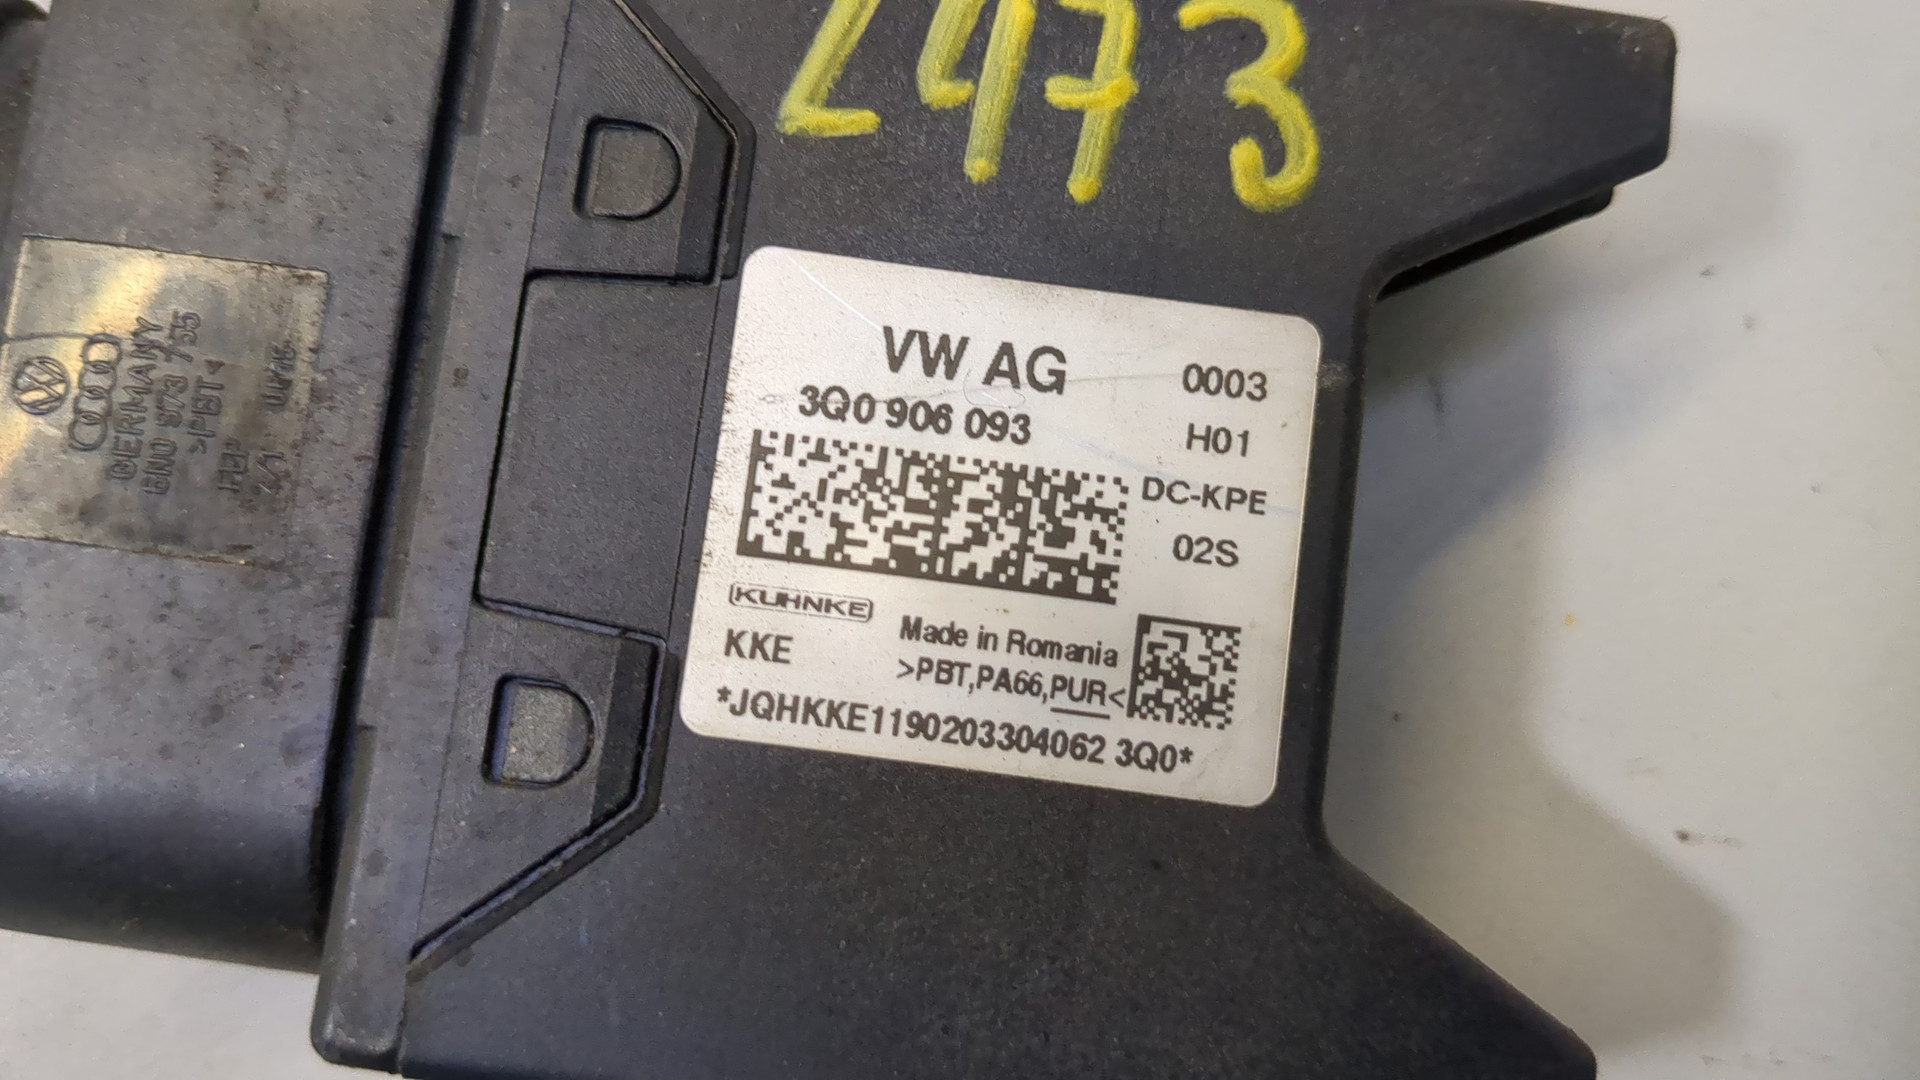 L473
VW AG
3Q0 906 093
0003
H01
DC-KPE
02S
KUHNKE
KKE
Made in Romania
>PBT,PA66,PUR<
*JQHKKE1190203304062 3Q0*
GERMANY
>PBT<